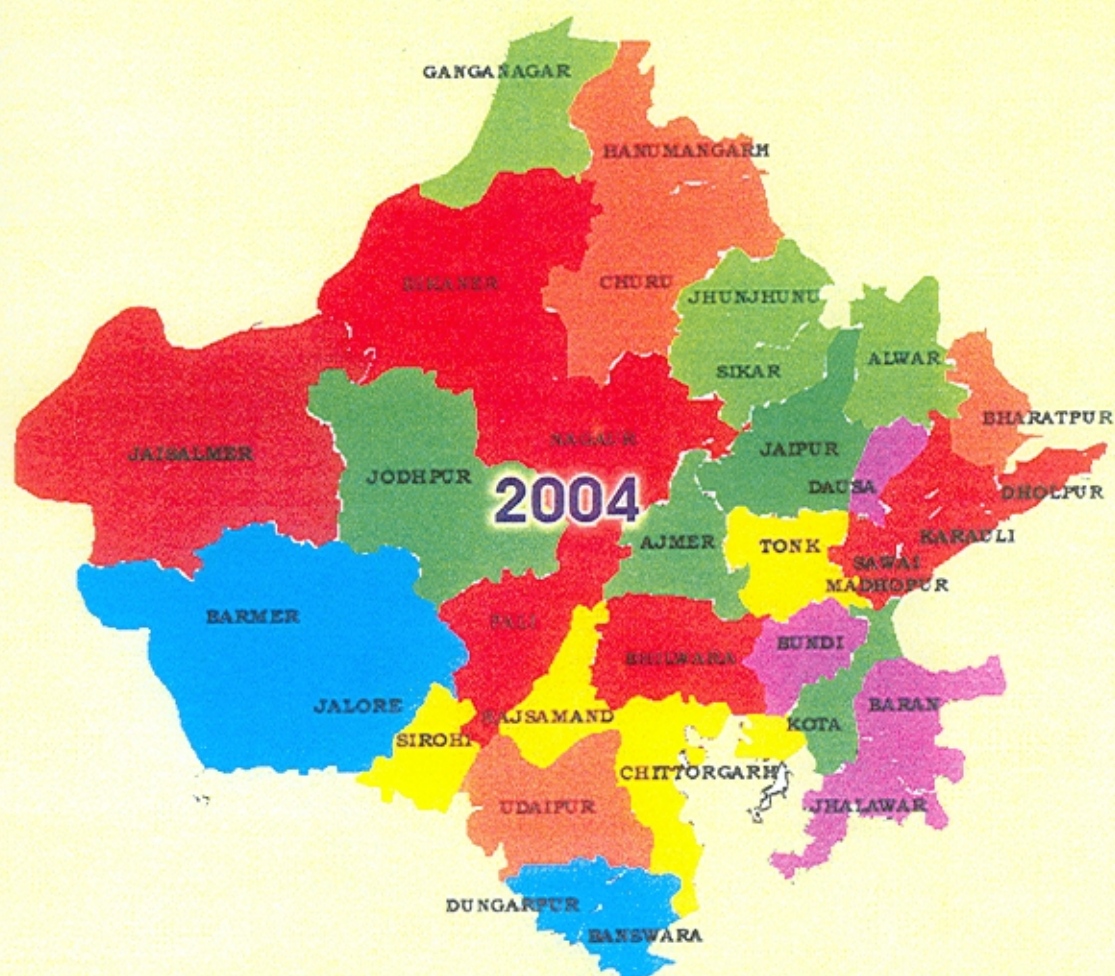 GANGANAGAR
HANUMANGARH
BIKANER
CHURU
JHUNJHUNU
SIKAR
ALWAR
BHARATPUR
NAGAUR
JAISALMER
JODHPUR
JAIPUR
DAUSA
DHOLPUR
2004
KARAULI
AJMER
TONK
SAWAI
MADHOPUR
BARMER
PALI
BUNDI
BHILWARA
JALORE
RAJSAMAND
KOTA
BARAN
SIROHI
CHITTORGARH
UDAIPUR
JHALAWAR
DUNGARPUR
BANSWARA